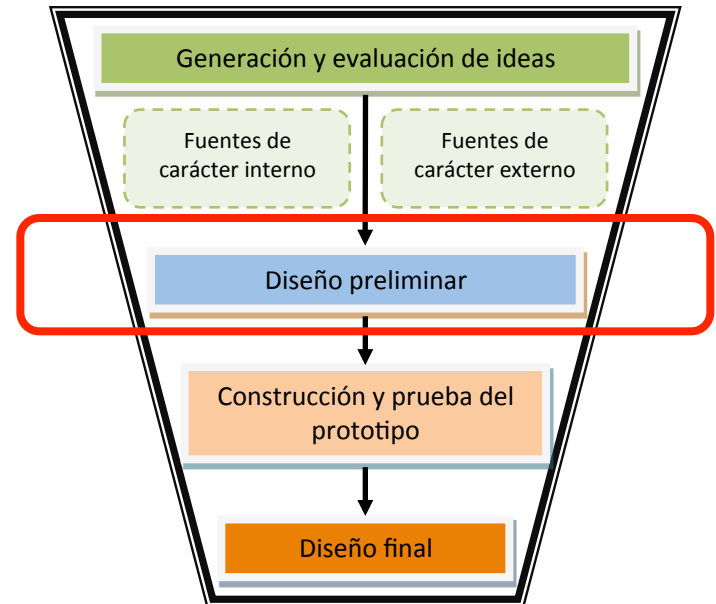 Generación y evaluación de ideas
Fuentes de
carácter interno
Fuentes de
carácter externo
Diseño preliminar
Construcción y prueba del
prototipo
Diseño final